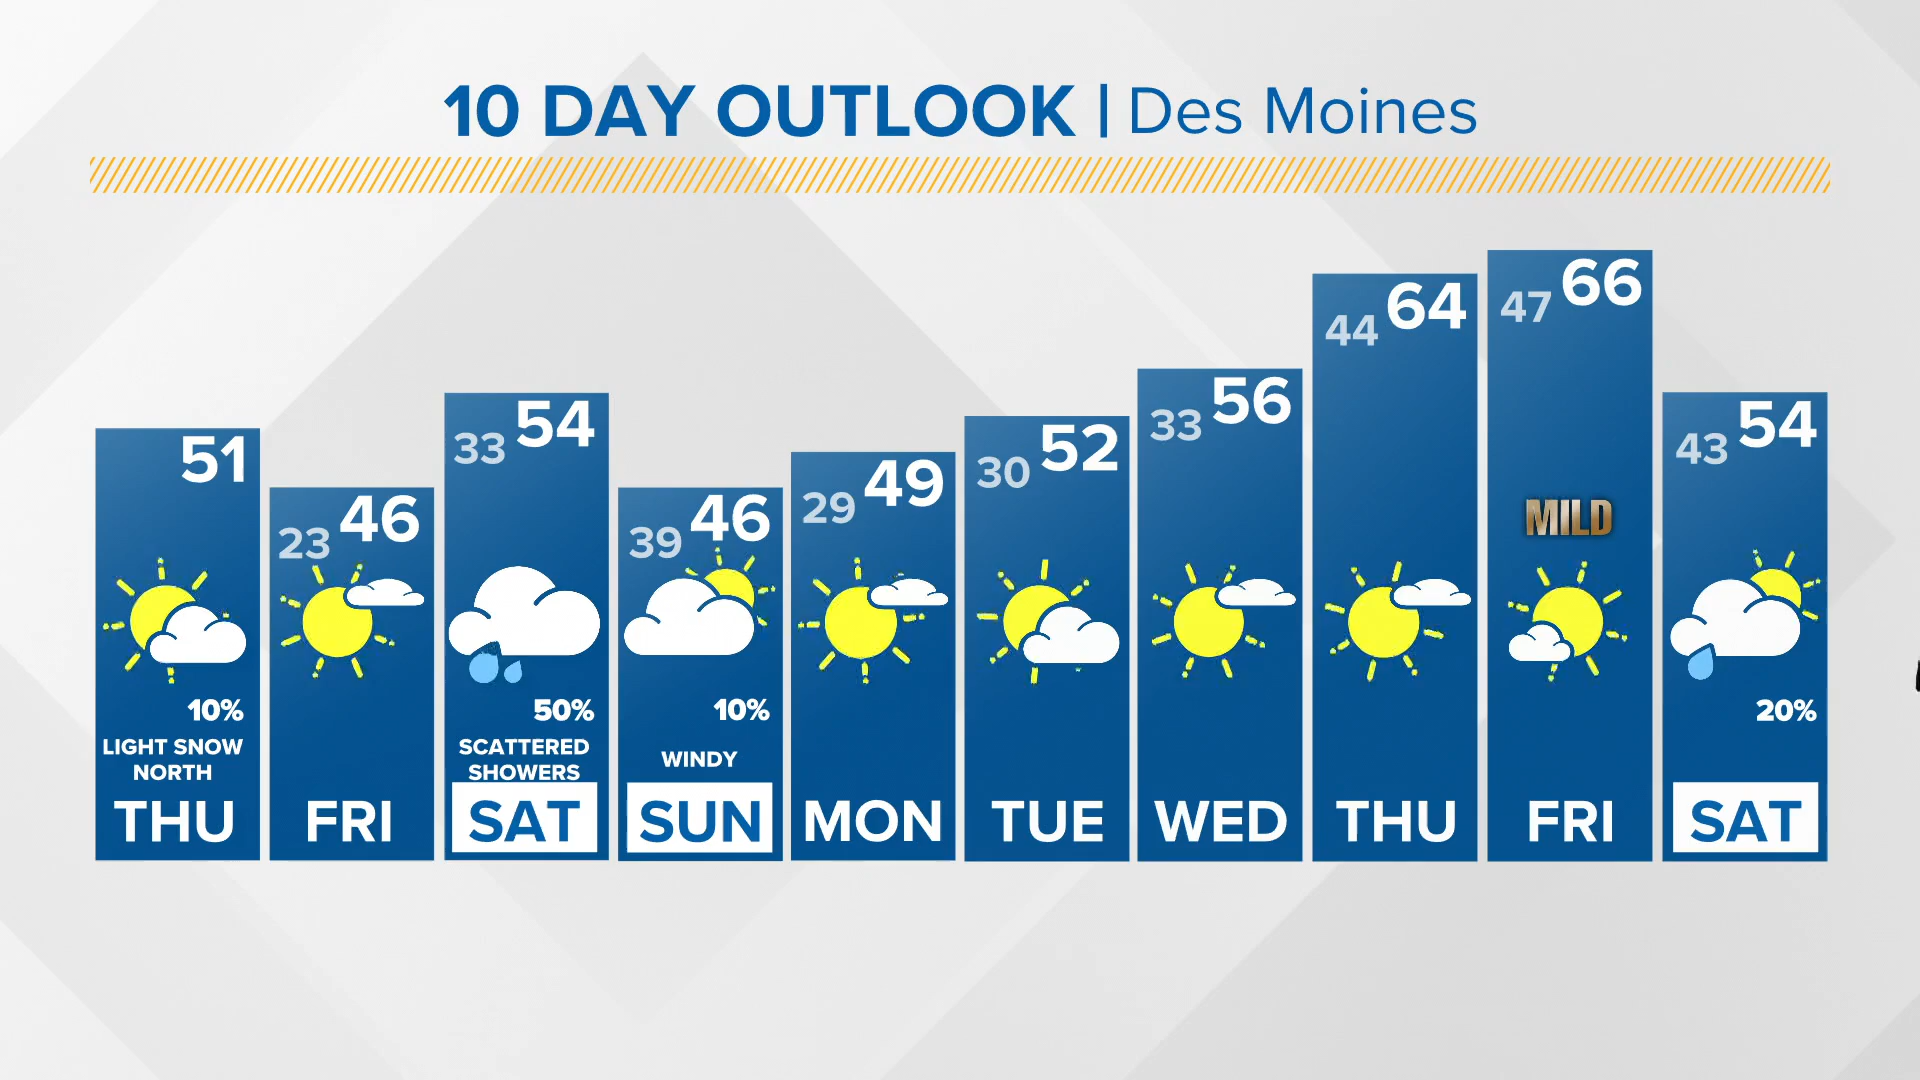 10 DAY OUTLOOK | Des Moines
51
10%
LIGHT SNOW
NORTH
THU
23 46
FRI
33 54
50%
SCATTERED
SHOWERS
SAT
39 46
10%
WINDY
SUN
29 49
MON
30 52
TUE
33 56
WED
44 64
THU
47 66
MILD
FRI
43 54
20%
SAT